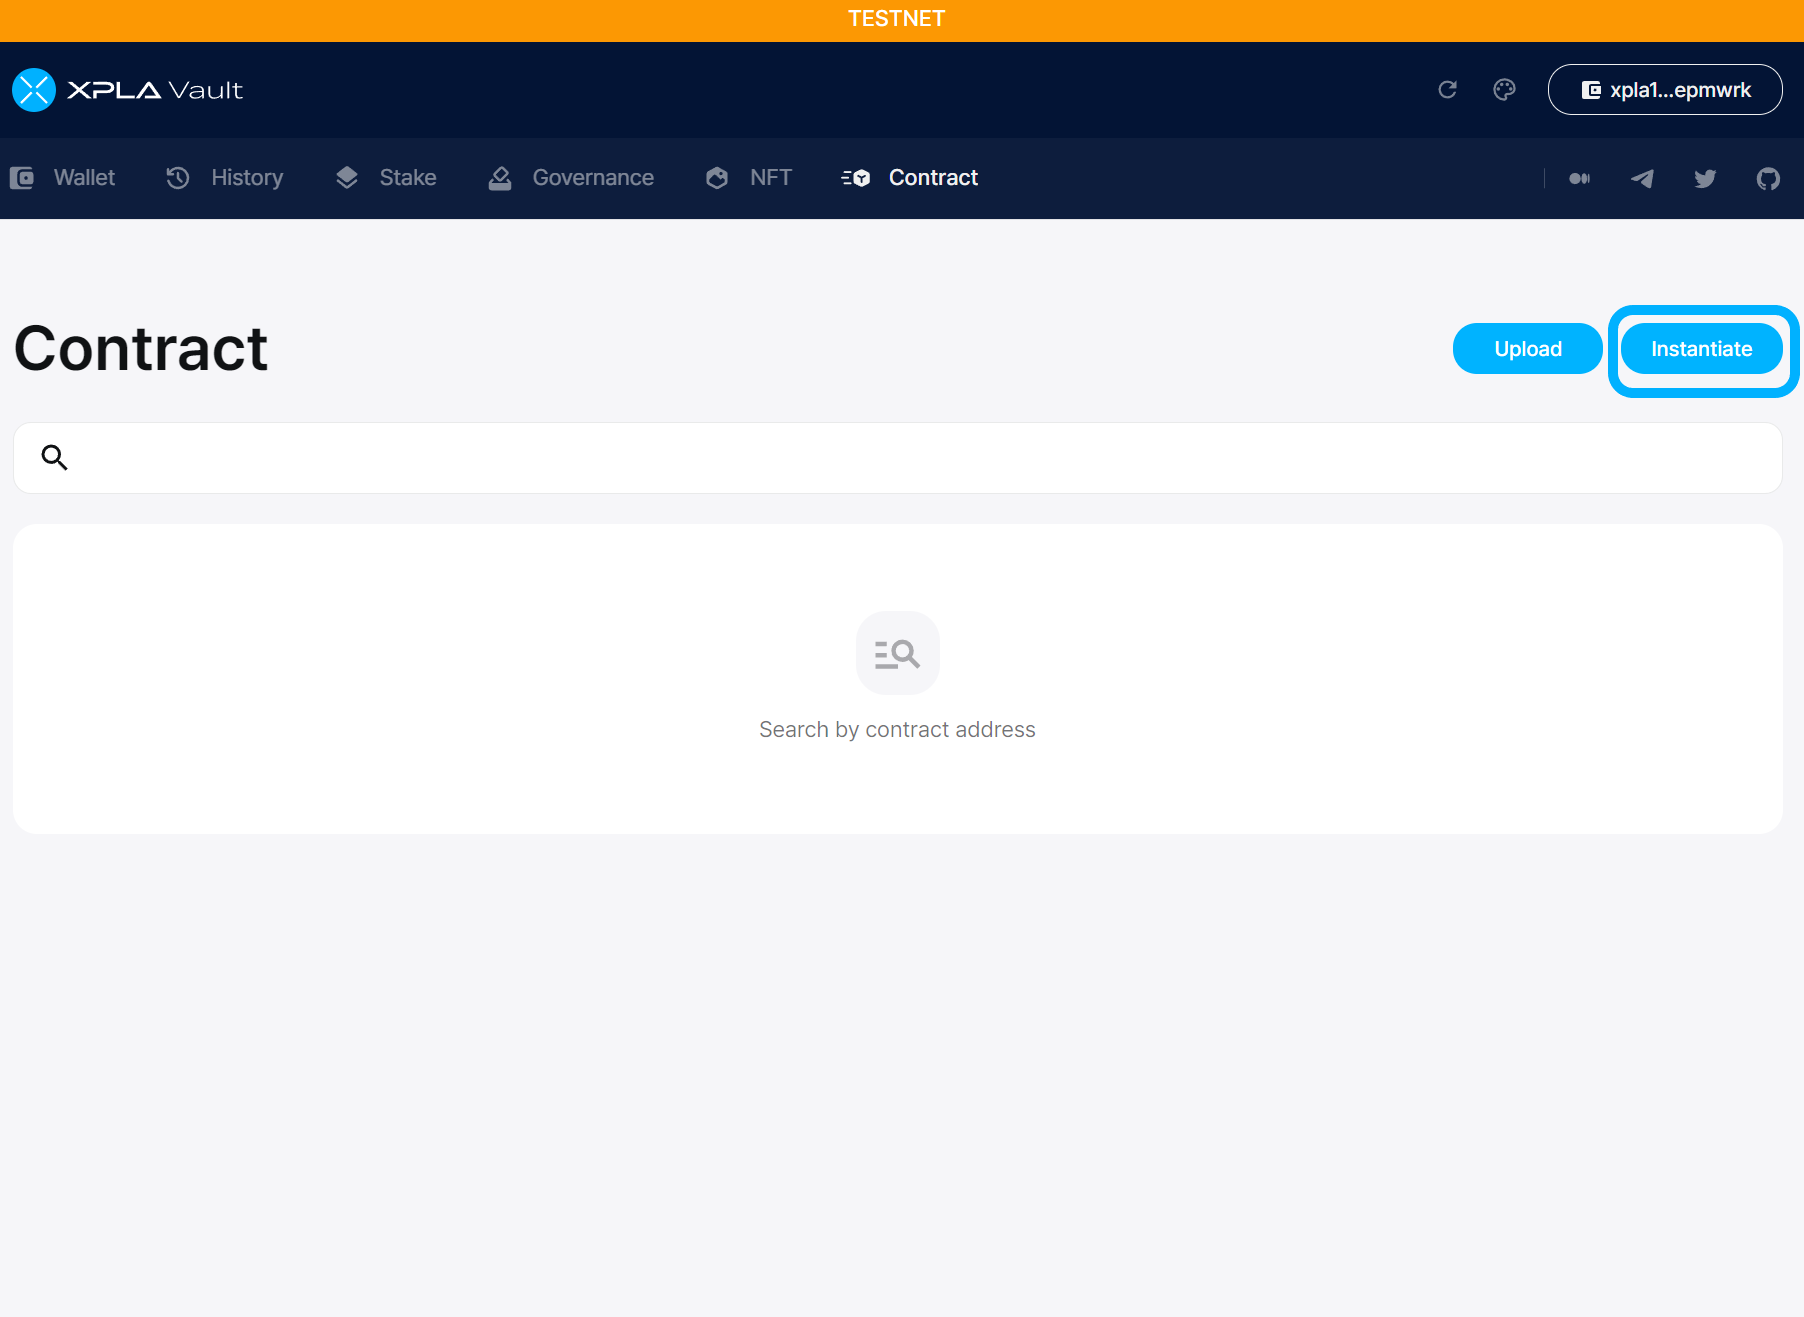 TESTNET
XPLA Vault
xpla1...epmwrk
Wallet History Stake Governance NFT Contract
Contract
Upload Instantiate
Search by contract address